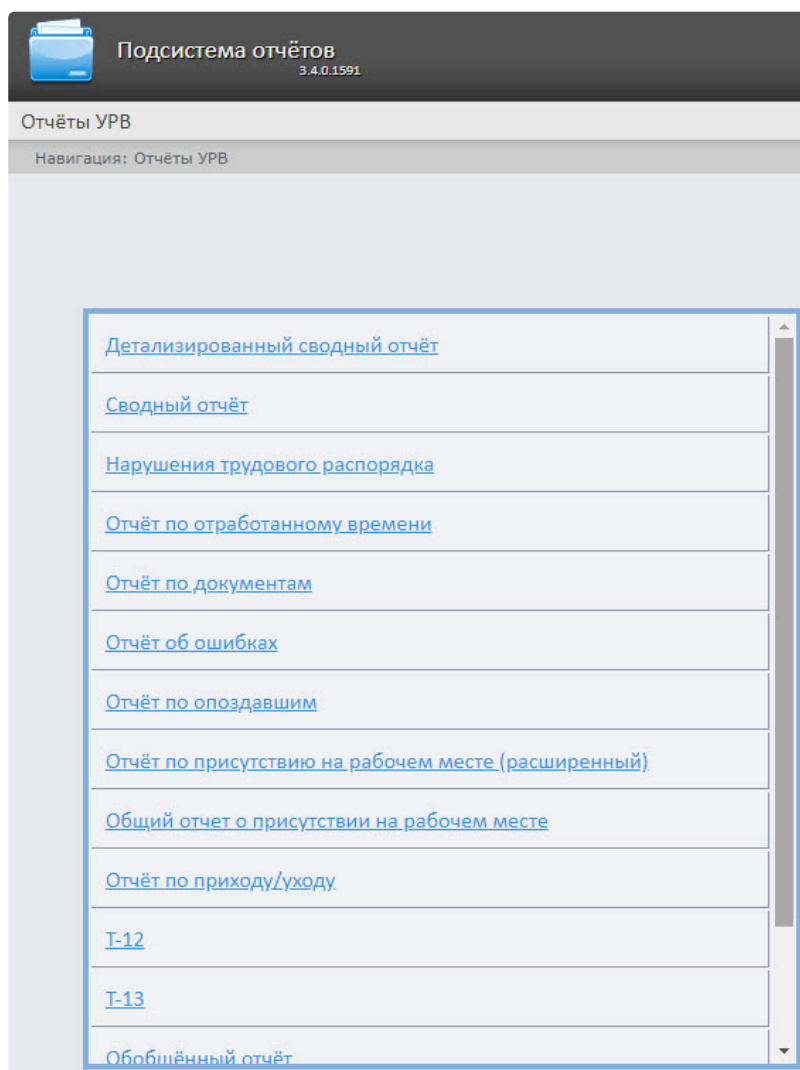 Подсистема отчётов
3.4.0.1591
Отчёты УРВ
Навигация: Отчёты УРВ
Детализированный сводный отчёт
Сводный отчёт
Нарушения трудового распорядка
Отчёт по отработанному времени
Отчёт по документам
Отчёт об ошибках
Отчёт по опоздавшим
Отчёт по присутствию на рабочем месте (расширенный)
Общий отчет о присутствии на рабочем месте
Отчёт по приходу/уходу
Т-12
Т-13
Обобщённый отчёт